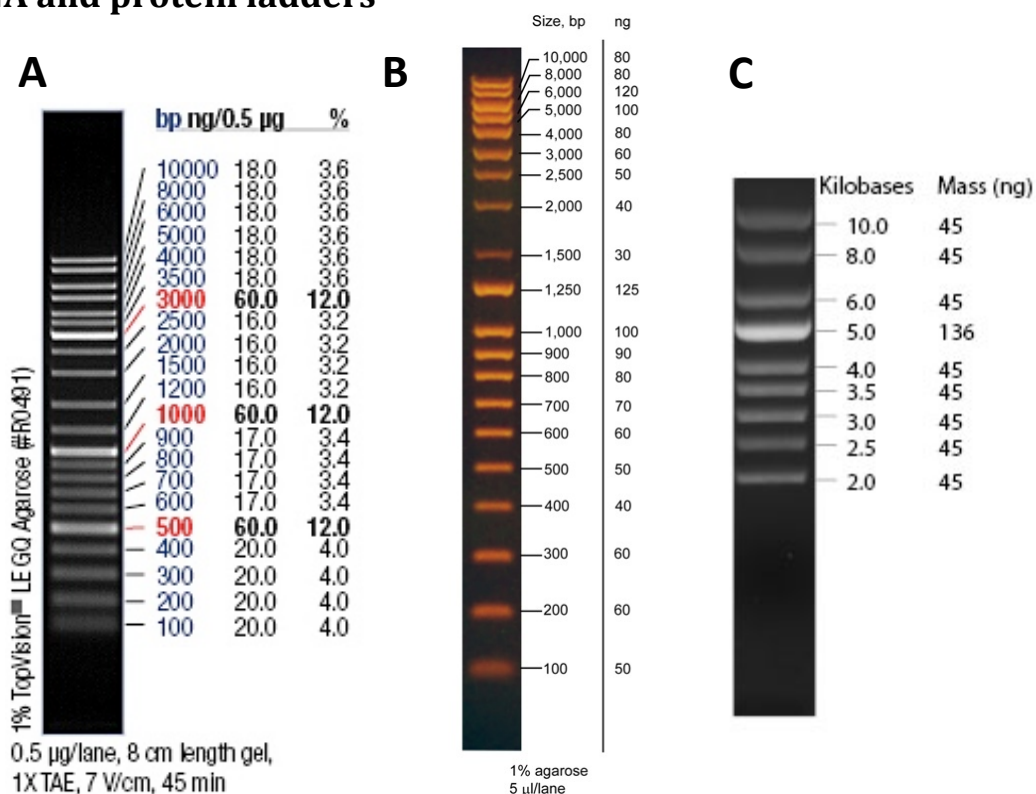 NA and protein ladders
A
bp ng/0.5 µg %
10000 18.0 3.6
8000 18.0 3.6
6000 18.0 3.6
5000 18.0 3.6
4000 18.0 3.6
3500 18.0 3.6
3000 60.0 12.0
2500 16.0 3.2
2000 16.0 3.2
1500 16.0 3.2
1200 16.0 3.2
1000 60.0 12.0
900 17.0 3.4
800 17.0 3.4
700 17.0 3.4
600 17.0 3.4
500 60.0 12.0
400 20.0 4.0
300 20.0 4.0
200 20.0 4.0
100 20.0 4.0
1% TopVision™ LE GQ Agarose (#R0491)
0.5 µg/lane, 8 cm length gel,
1X TAE, 7 V/cm, 45 min
B
Size, bp ng
10,000 80
8,000 80
6,000 120
5,000 100
4,000 80
3,000 60
2,500 50
2,000 40
1,500 30
1,250 125
1,000 100
900 90
800 80
700 70
600 60
500 50
400 40
300 60
200 60
100 50
1% agarose
5 µl/lane
C
Kilobases Mass (ng)
10.0 45
8.0 45
6.0 45
5.0 136
4.0 45
3.5 45
3.0 45
2.5 45
2.0 45